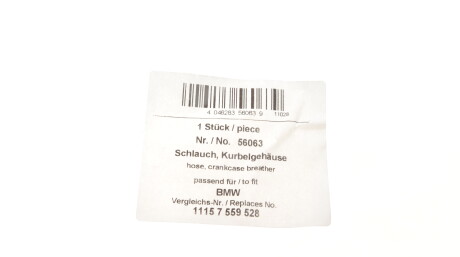 4 046283 56063 9
11028
1 Stück / piece
Nr. / No. 56063
Schlauch, Kurbelgehäuse
hose, crankcase breather
passend für / to fit
BMW
Vergleichs-Nr. / Replaces No.
1115 7 559 528